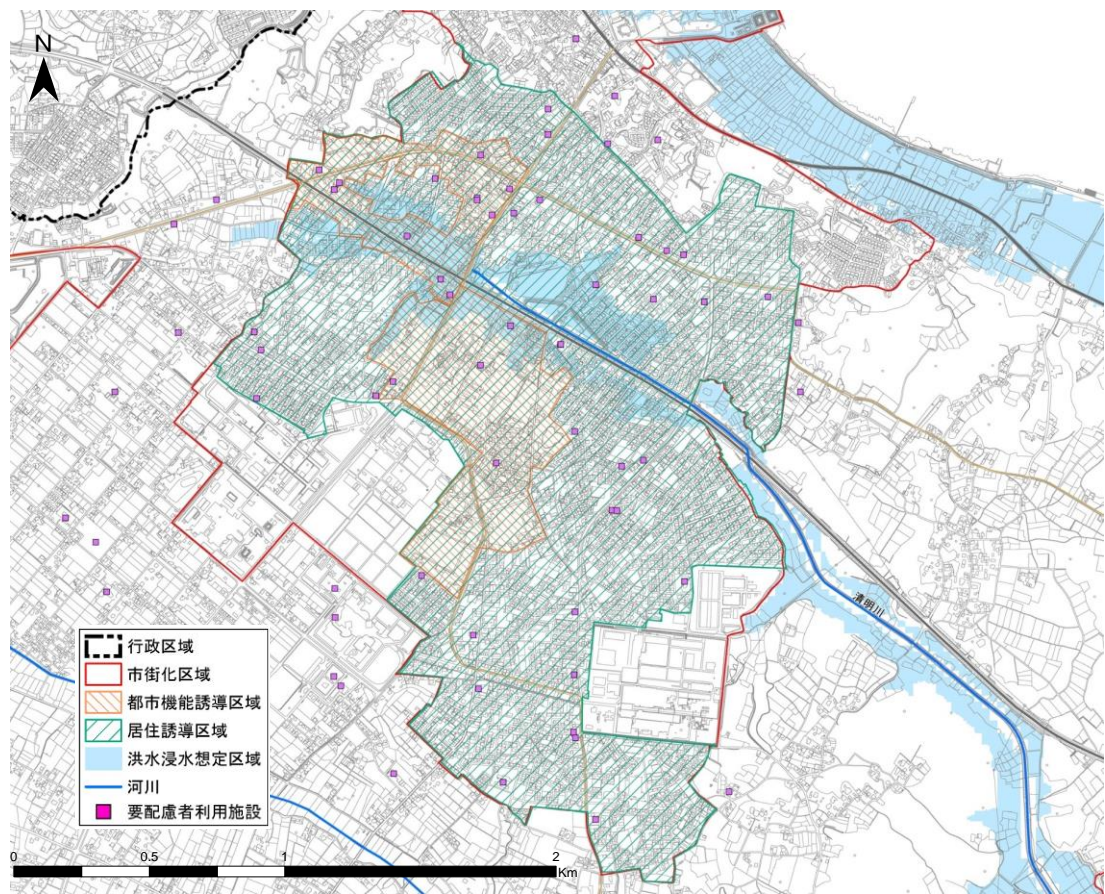 N
清明川
行政区域
市街化区域
都市機能誘導区域
居住誘導区域
洪水浸水想定区域
河川
要配慮者利用施設
0 0.5 1 2
Km